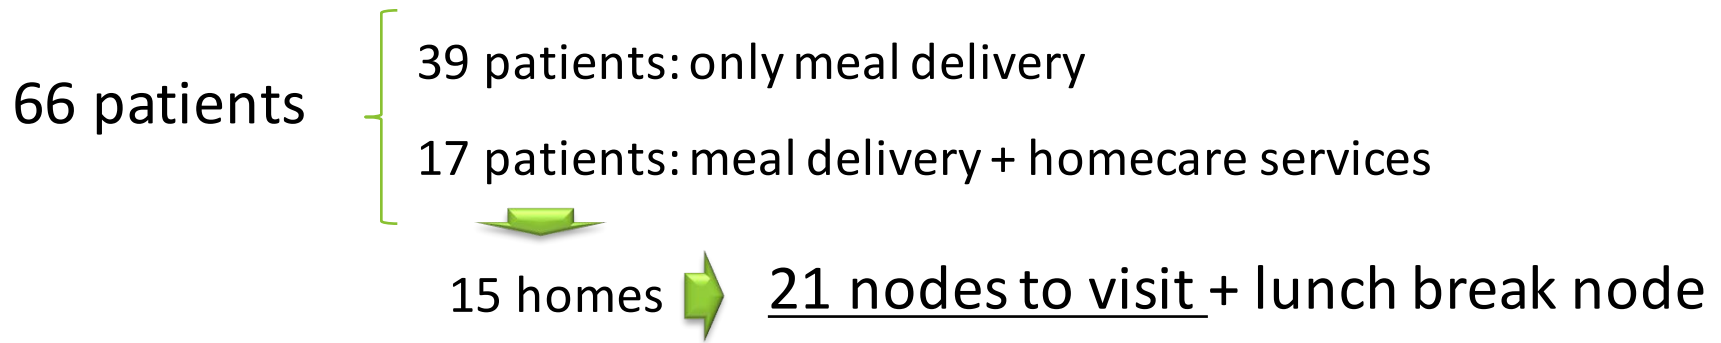 66 patients
39 patients: only meal delivery
17 patients: meal delivery + homecare services
15 homes
21 nodes to visit + lunch break node